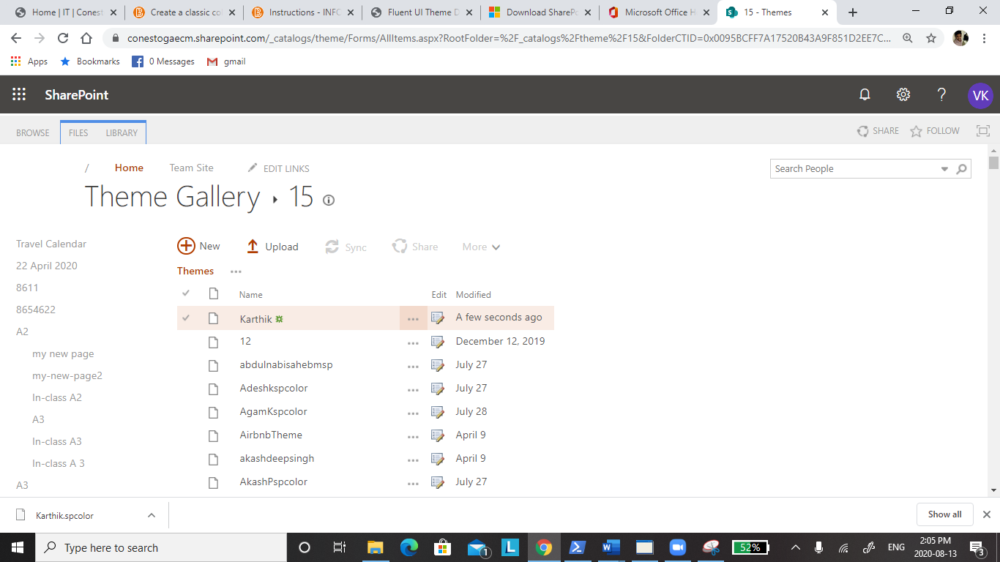 Home | IT | Conest
Create a classic co
Instructions - INFO
Fluent UI Theme D
Download SharePo
Microsoft Office H
15 - Themes
conestogaecm.sharepoint.com/_catalogs/theme/Forms/AllItems.aspx?RootFolder=%2F_catalogs%2Ftheme%2F15&FolderCTID=0x0095BCFF7A17520B43A9F851D2EE7C...
Apps
Bookmarks
0 Messages
gmail
SharePoint
VK
BROWSE
FILES
LIBRARY
SHARE
FOLLOW
/
Home
Team Site
EDIT LINKS
Search People
Theme Gallery ▸ 15
Travel Calendar
22 April 2020
8611
8654622
A2
my new page
my-new-page2
In-class A2
A3
In-class A3
In-class A 3
A3
New
Upload
Sync
Share
More
Themes
...
Name Edit Modified
Karthik ... A few seconds ago
12 ... December 12, 2019
abdulnabisahebmsp ... July 27
Adeshkspcolor ... July 27
AgamKspcolor ... July 28
AirbnbTheme ... April 9
akashdeepsingh ... April 9
AkashPspcolor ... July 27
Karthik.spcolor
Show all
Type here to search
1
L
52%
ENG
2:05 PM
2020-08-13
3